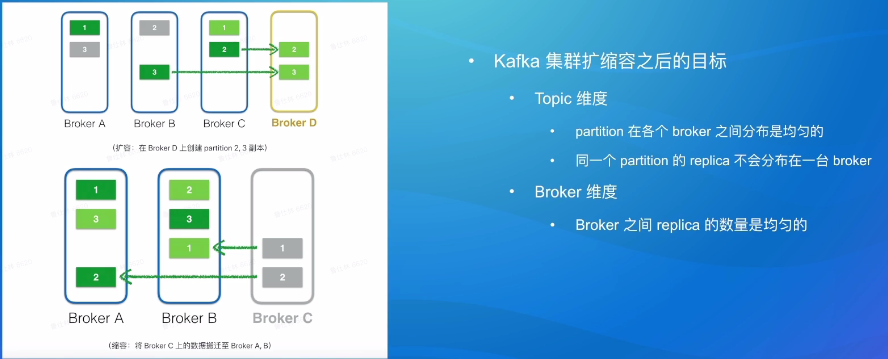 1
2
1
3
2
2
3
3
Broker A
Broker B
Broker C
Broker D
(扩容:在 Broker D 上创建 partition 2, 3 副本)
1
2
3
3
1
1
2
2
Broker A
Broker B
Broker C
(缩容:将 Broker C 上的数据搬迁至 Broker A, B)
• Kafka 集群扩缩容之后的目标
• Topic 维度
• partition 在各个 broker 之间分布是均匀的
• 同一个 partition 的 replica 不会分布在一台 broker
• Broker 维度
• Broker 之间 replica 的数量是均匀的